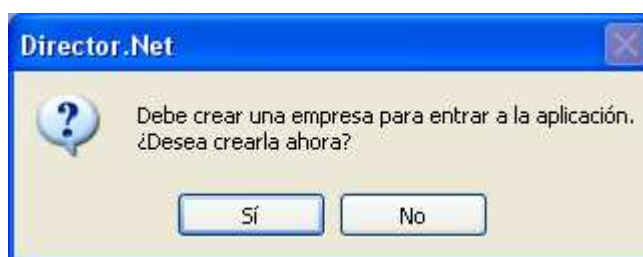 Director.Net
Debe crear una empresa para entrar a la aplicación.
¿Desea crearla ahora?
Sí
No